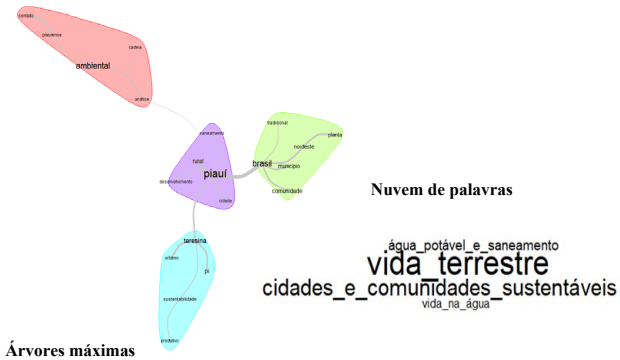 cerrado
piauiense
cadeia
ambiental
análise
saneamento
rural
piauí
desenvolvimento
cidade
tradicional
planta
nordeste
brasil
município
comunidade
teresina
urbano
pi
sustentabilidade
produtivo
Árvores máximas
Nuvem de palavras
água_potável_e_saneamento
vida_terrestre
cidades_e_comunidades_sustentáveis
vida_na_água